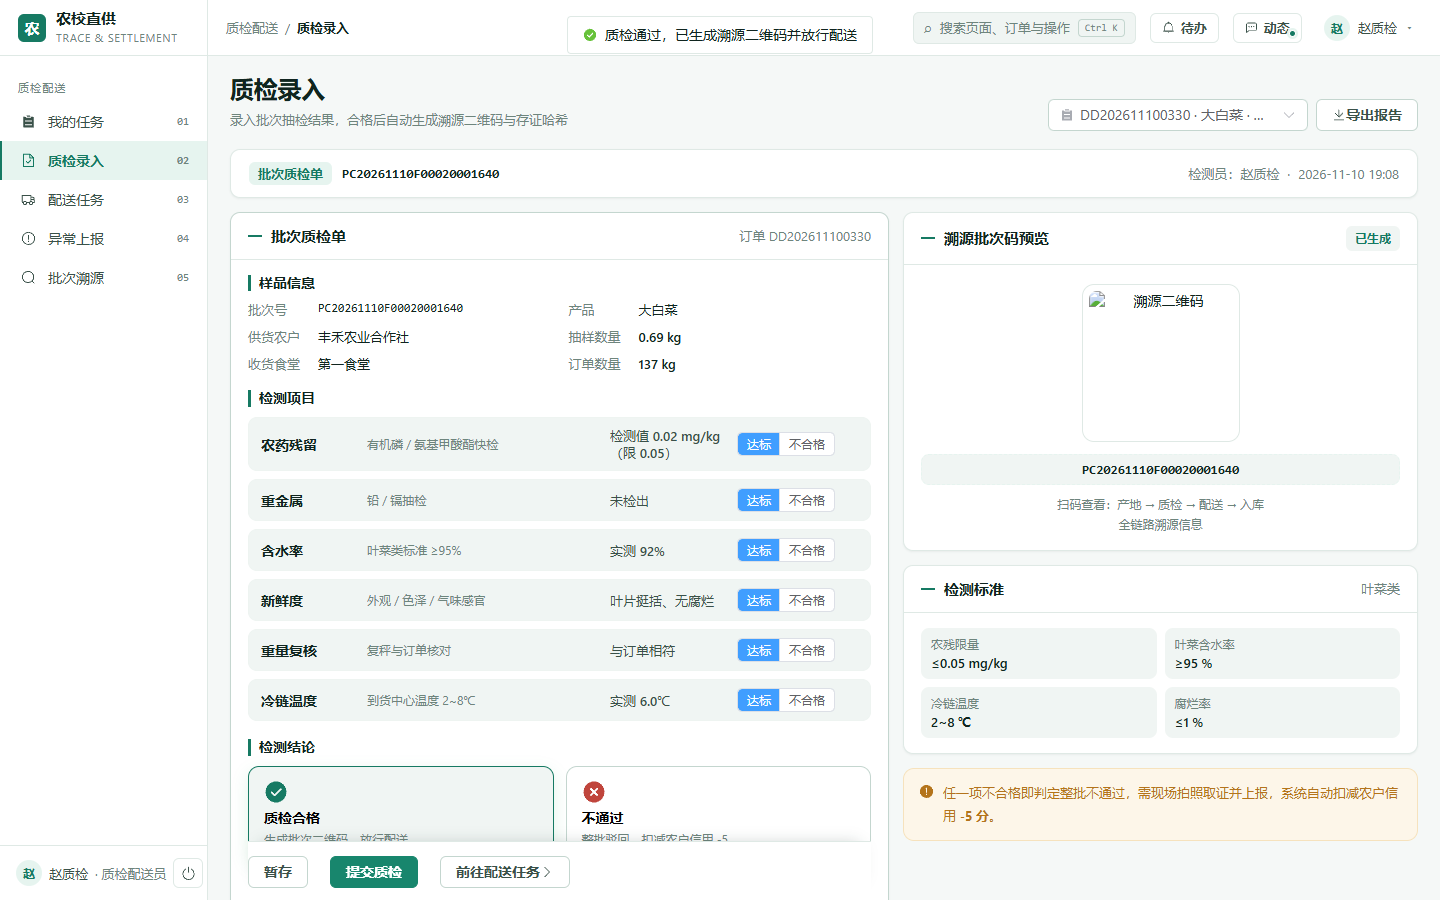 农
农校直供
TRACE & SETTLEMENT
质检配送 / 质检录入
质检通过，已生成溯源二维码并放行配送
搜索页面、订单与操作 Ctrl K
待办
动态
赵 赵质检
质检配送
我的任务 01
质检录入 02
配送任务 03
异常上报 04
批次溯源 05
赵 赵质检 · 质检配送员
质检录入
录入批次抽检结果，合格后自动生成溯源二维码与存证哈希
DD202611100330 · 大白菜 · ...
导出报告
批次质检单 PC20261110F00020001640
检测员：赵质检 · 2026-11-10 19:08
批次质检单
订单 DD202611100330
样品信息
批次号 PC20261110F00020001640 产品 大白菜
供货农户 丰禾农业合作社 抽样数量 0.69 kg
收货食堂 第一食堂 订单数量 137 kg
检测项目
农药残留 有机磷 / 氨基甲酸酯快检 检测值 0.02 mg/kg
（限 0.05） 达标 不合格
重金属 铅 / 镉抽检 未检出 达标 不合格
含水率 叶菜类标准 ≥95% 实测 92% 达标 不合格
新鲜度 外观 / 色泽 / 气味感官 叶片挺括、无腐烂 达标 不合格
重量复核 复秤与订单核对 与订单相符 达标 不合格
冷链温度 到货中心温度 2~8℃ 实测 6.0℃ 达标 不合格
检测结论
质检合格
生成批次二维码，放行配送
不通过
整批驳回，扣减农户信用 -5
暂存
提交质检
前往配送任务
溯源批次码预览
已生成
溯源二维码
PC20261110F00020001640
扫码查看：产地 → 质检 → 配送 → 入库
全链路溯源信息
检测标准
叶菜类
农残限量
≤0.05 mg/kg
叶菜含水率
≥95 %
冷链温度
2~8 ℃
腐烂率
≤1 %
任一项不合格即判定整批不通过，需现场拍照取证并上报，系统自动扣减农户信
用 -5 分。